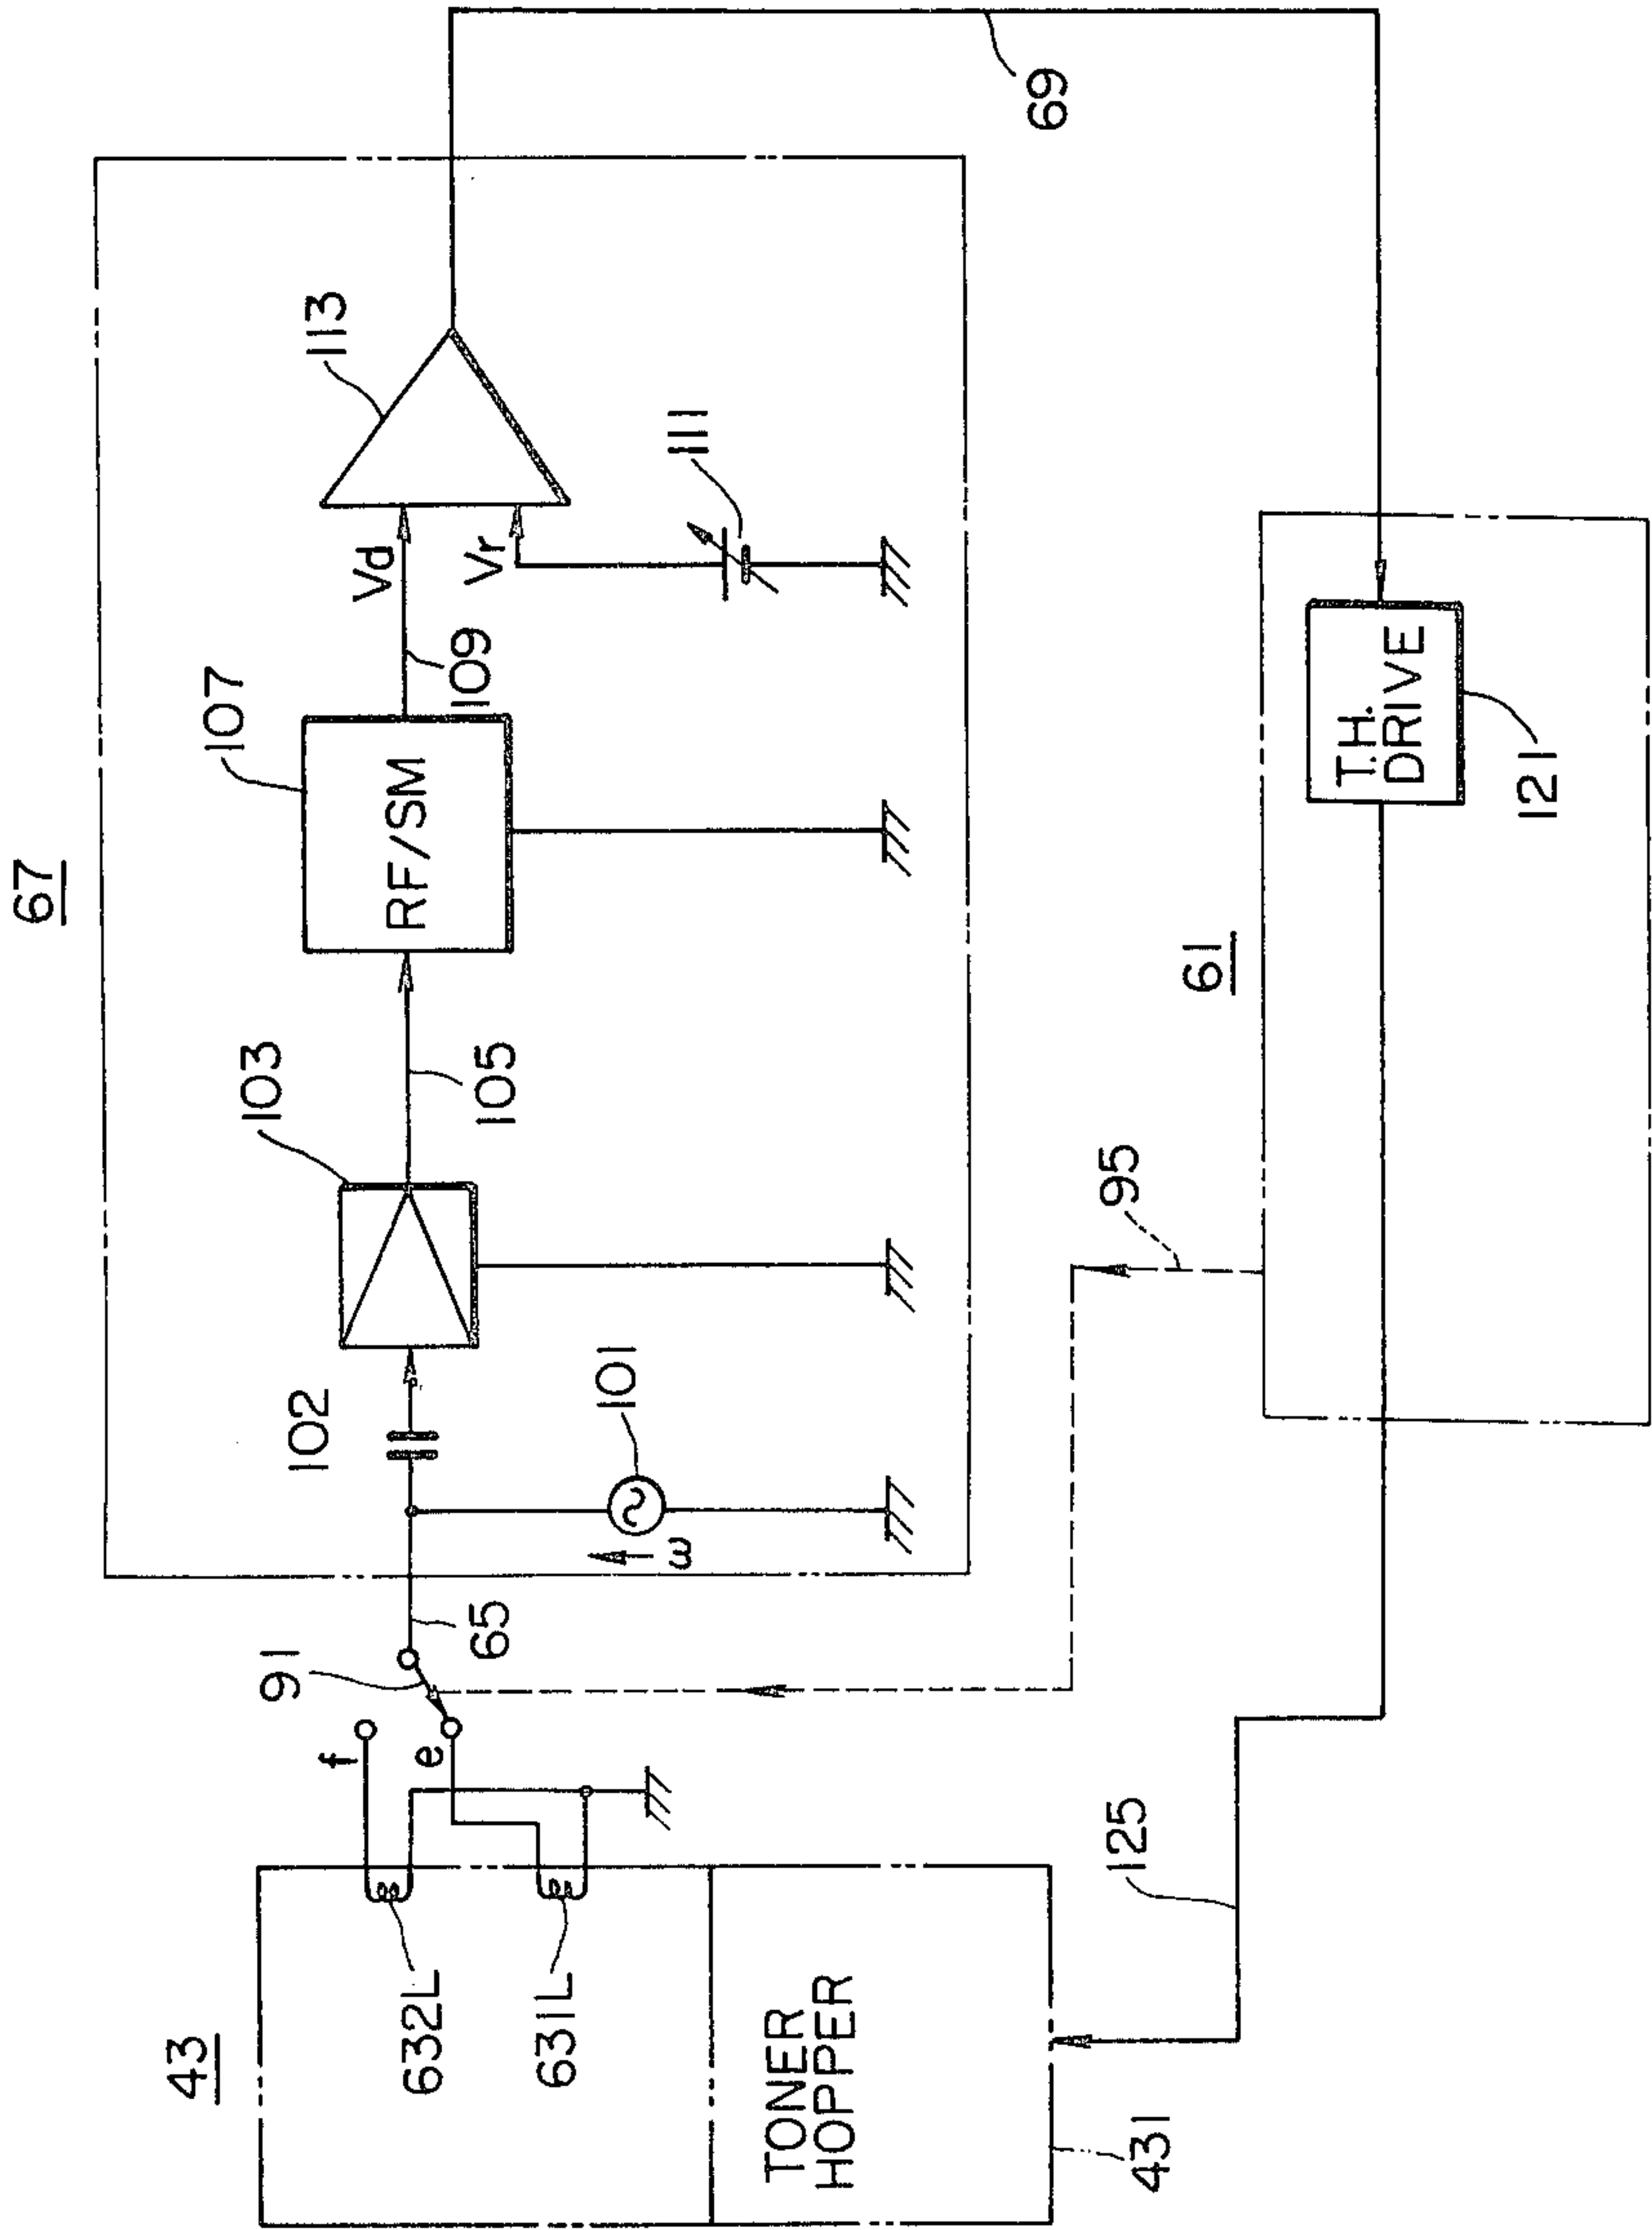 67
43
632L
631L
TONER
HOPPER
431
f
e
91
65
102
101
ω
103
105
107
RF/SM
109
Vd
Vr
111
113
69
95
61
T.H.
DRIVE
121
125